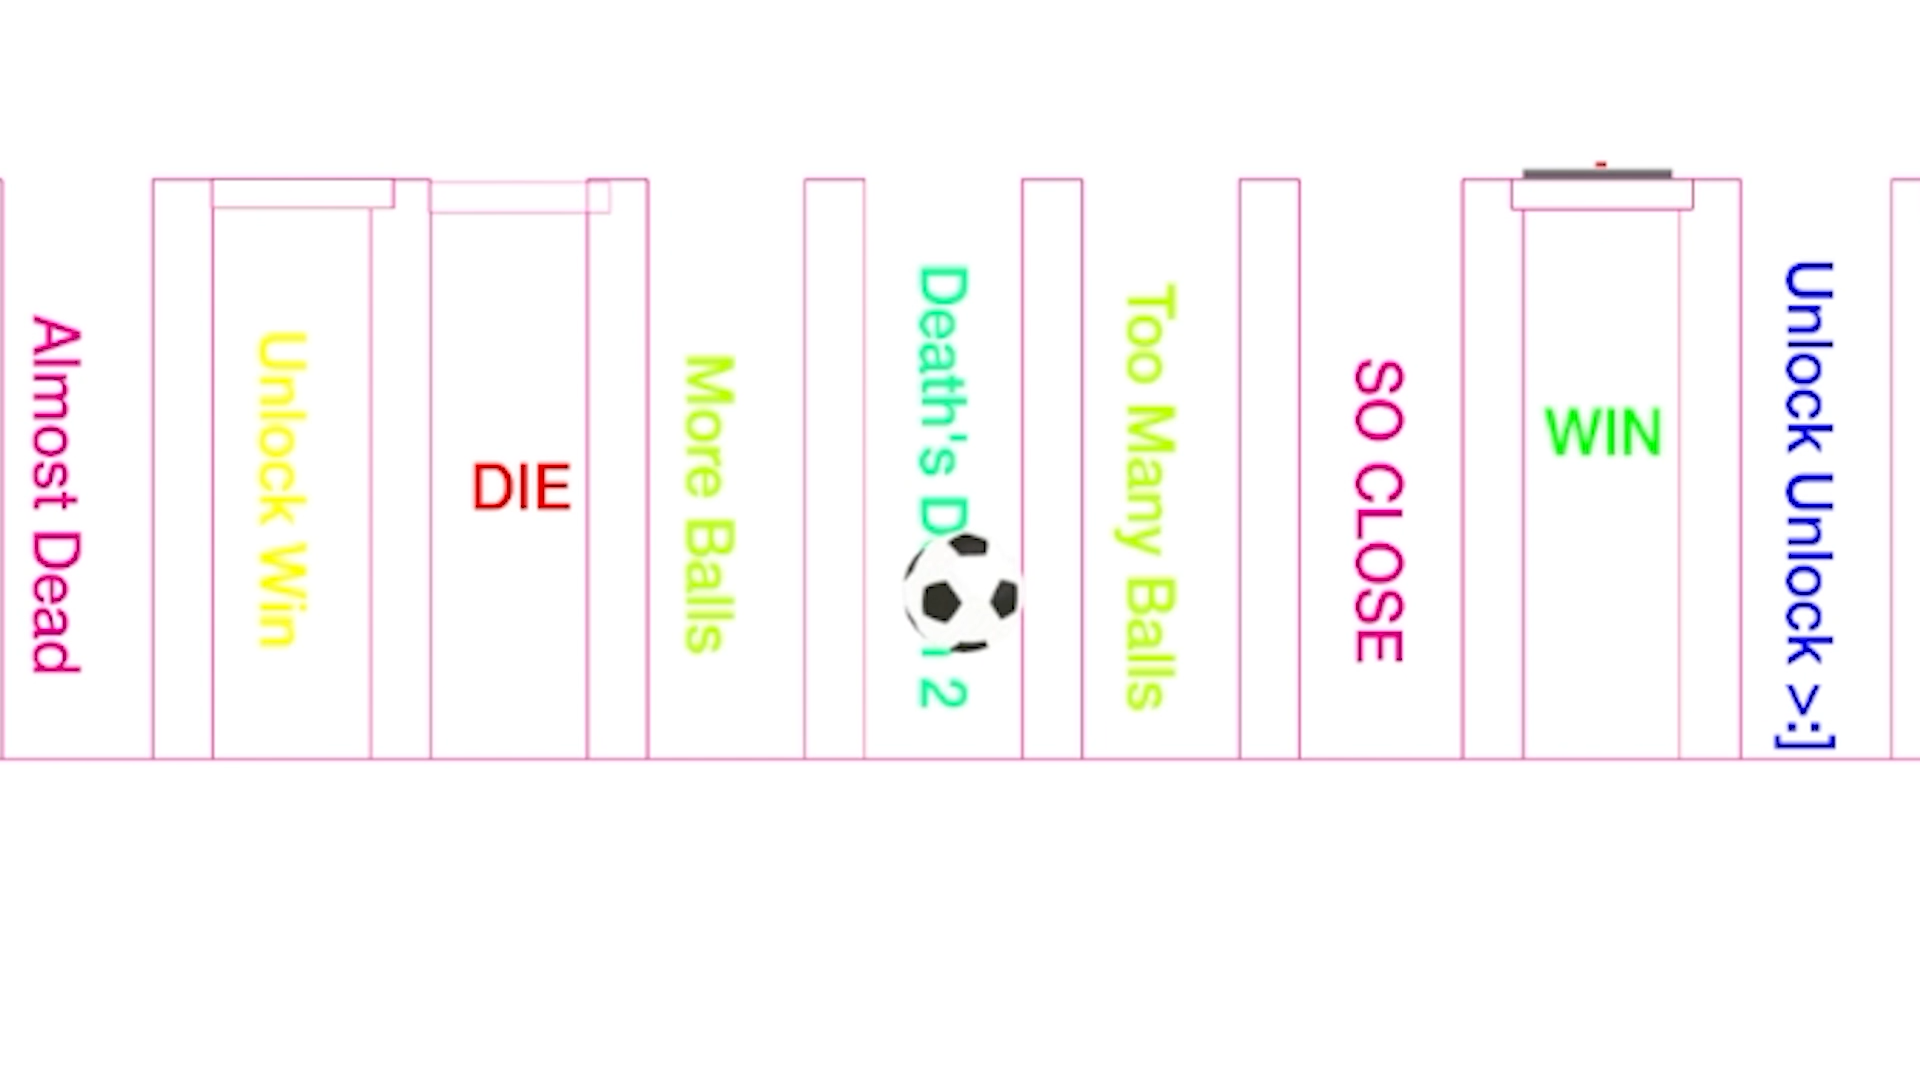 Almost Dead
Unlock Win
DIE
More Balls
Death's D
2
Too Many Balls
SO CLOSE
WIN
Unlock Unlock >:]